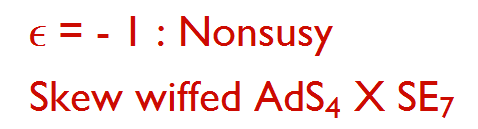 ϵ = - 1 : Nonsusy
Skew wiffed AdS₄ X SE₇